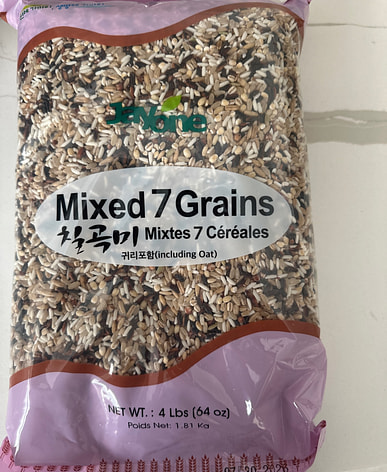 Jayone
Mixed 7 Grains
칠곡미 Mixtes 7 Céréales
귀리포함(including Oat)
NET WT. : 4 Lbs (64 oz)
Poids Net: 1.81 Kg